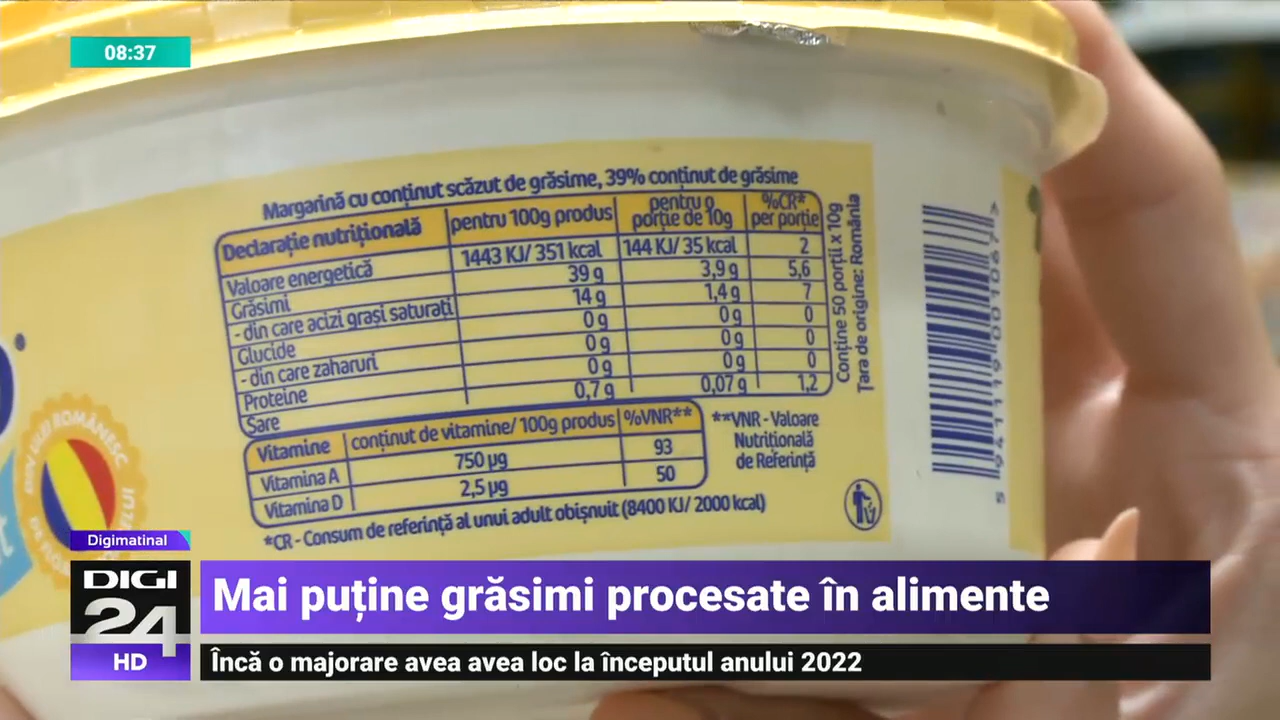 08:37
Margarină cu conținut scăzut de grăsime, 39% conținut de grăsime
Declarație nutrițională pentru 100g produs pentru o porție de 10g %CR* per porție
Valoare energetică 1443 KJ/ 351 kcal 144 KJ/ 35 kcal 2
Grăsimi 39 g 3,9 g 5,6
- din care acizi grași saturați 14 g 1,4 g 7
Glucide 0 g 0 g 0
- din care zaharuri 0 g 0 g 0
Proteine 0 g 0 g 0
Sare 0,7 g 0,07 g 1,2
Conține 50 porții x 10g
Țara de origine: România
Vitamine conținut de vitamine/ 100g produs %VNR**
Vitamina A 750 µg 93
Vitamina D 2,5 µg 50
**VNR - Valoare
Nutrițională
de Referință
*CR - Consum de referință al unui adult obișnuit (8400 KJ/ 2000 kcal)
ROMÂNESC
Digimatinal
DIGI
24
HD
Mai puține grăsimi procesate în alimente
Încă o majorare avea avea loc la începutul anului 2022